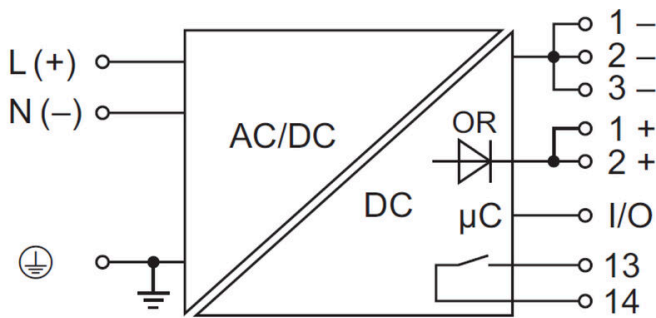 L (+)
N (–)
AC/DC
DC
OR
µC
1 –
2 –
3 –
1 +
2 +
I/O
13
14